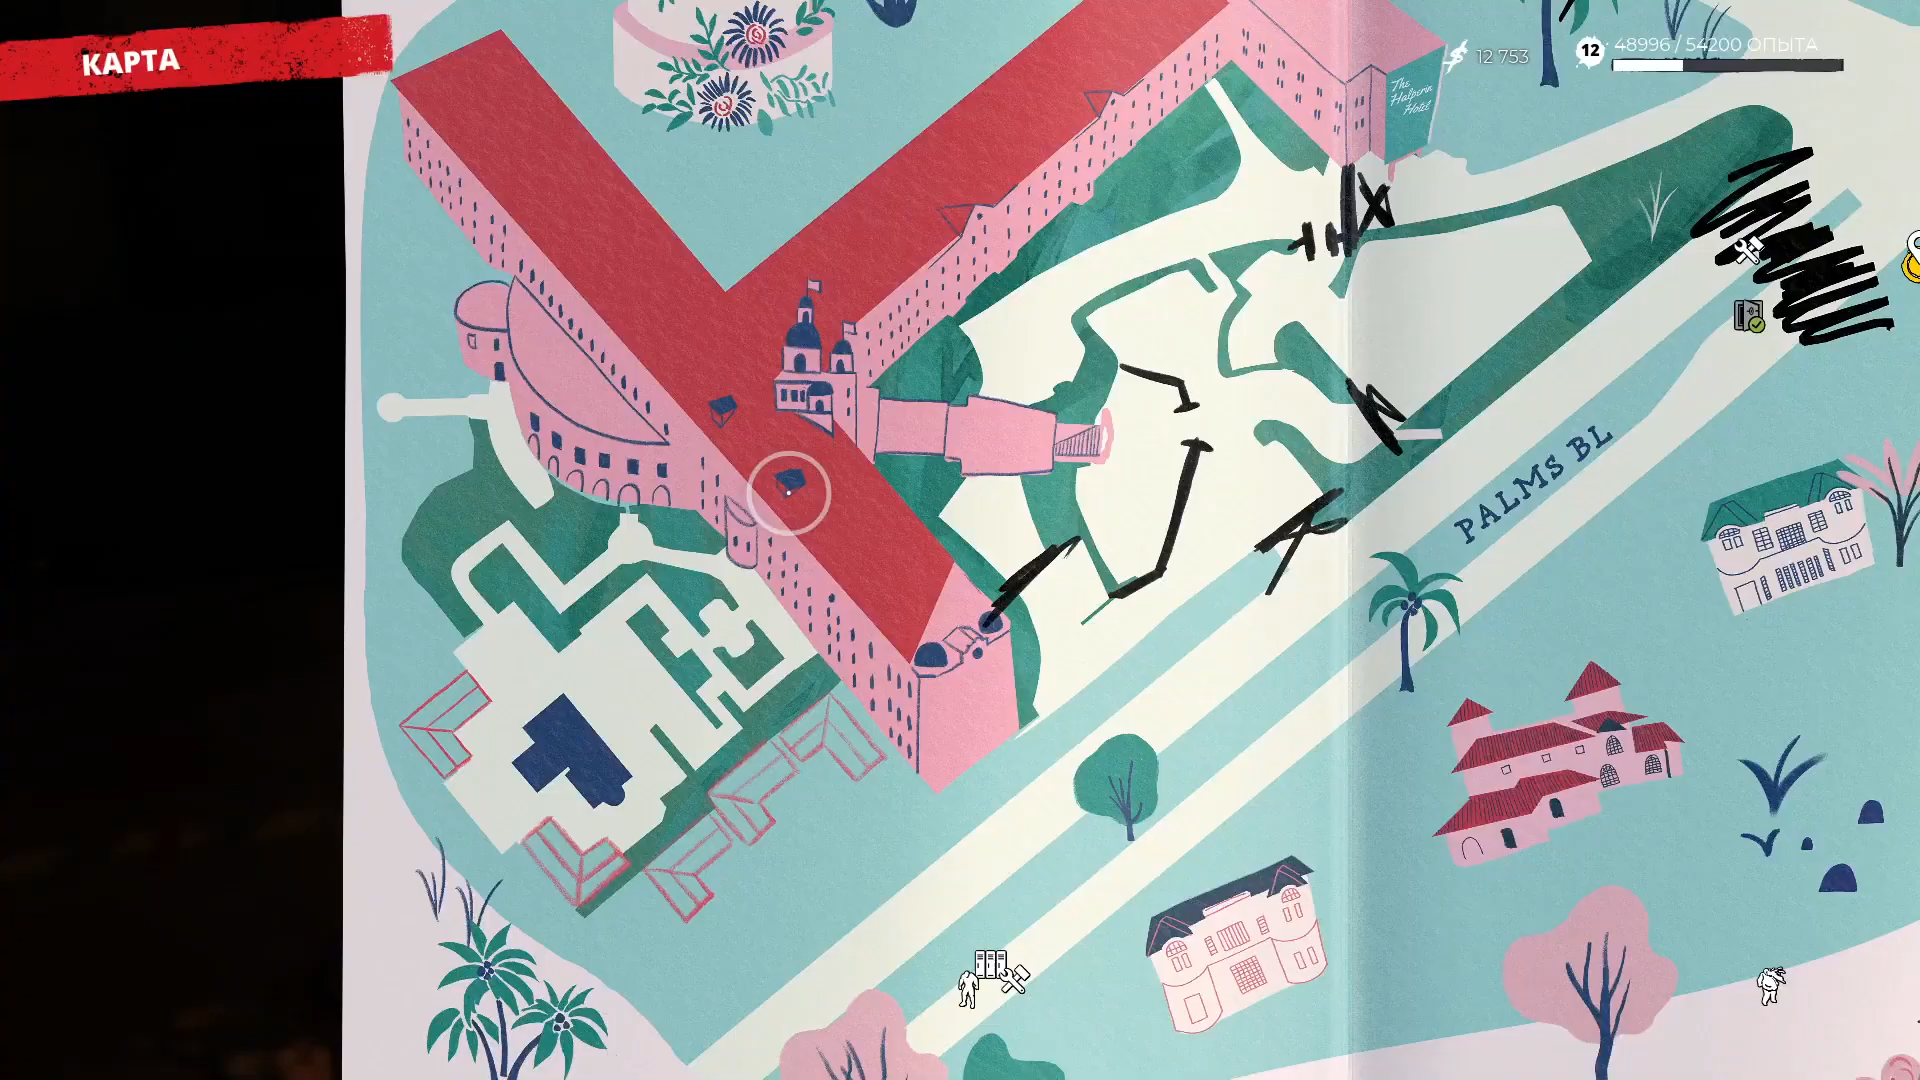 КАРТА
12 753
12
48996 / 54200 ОПЫТА
The
Halperin
Hotel
PALMS BL